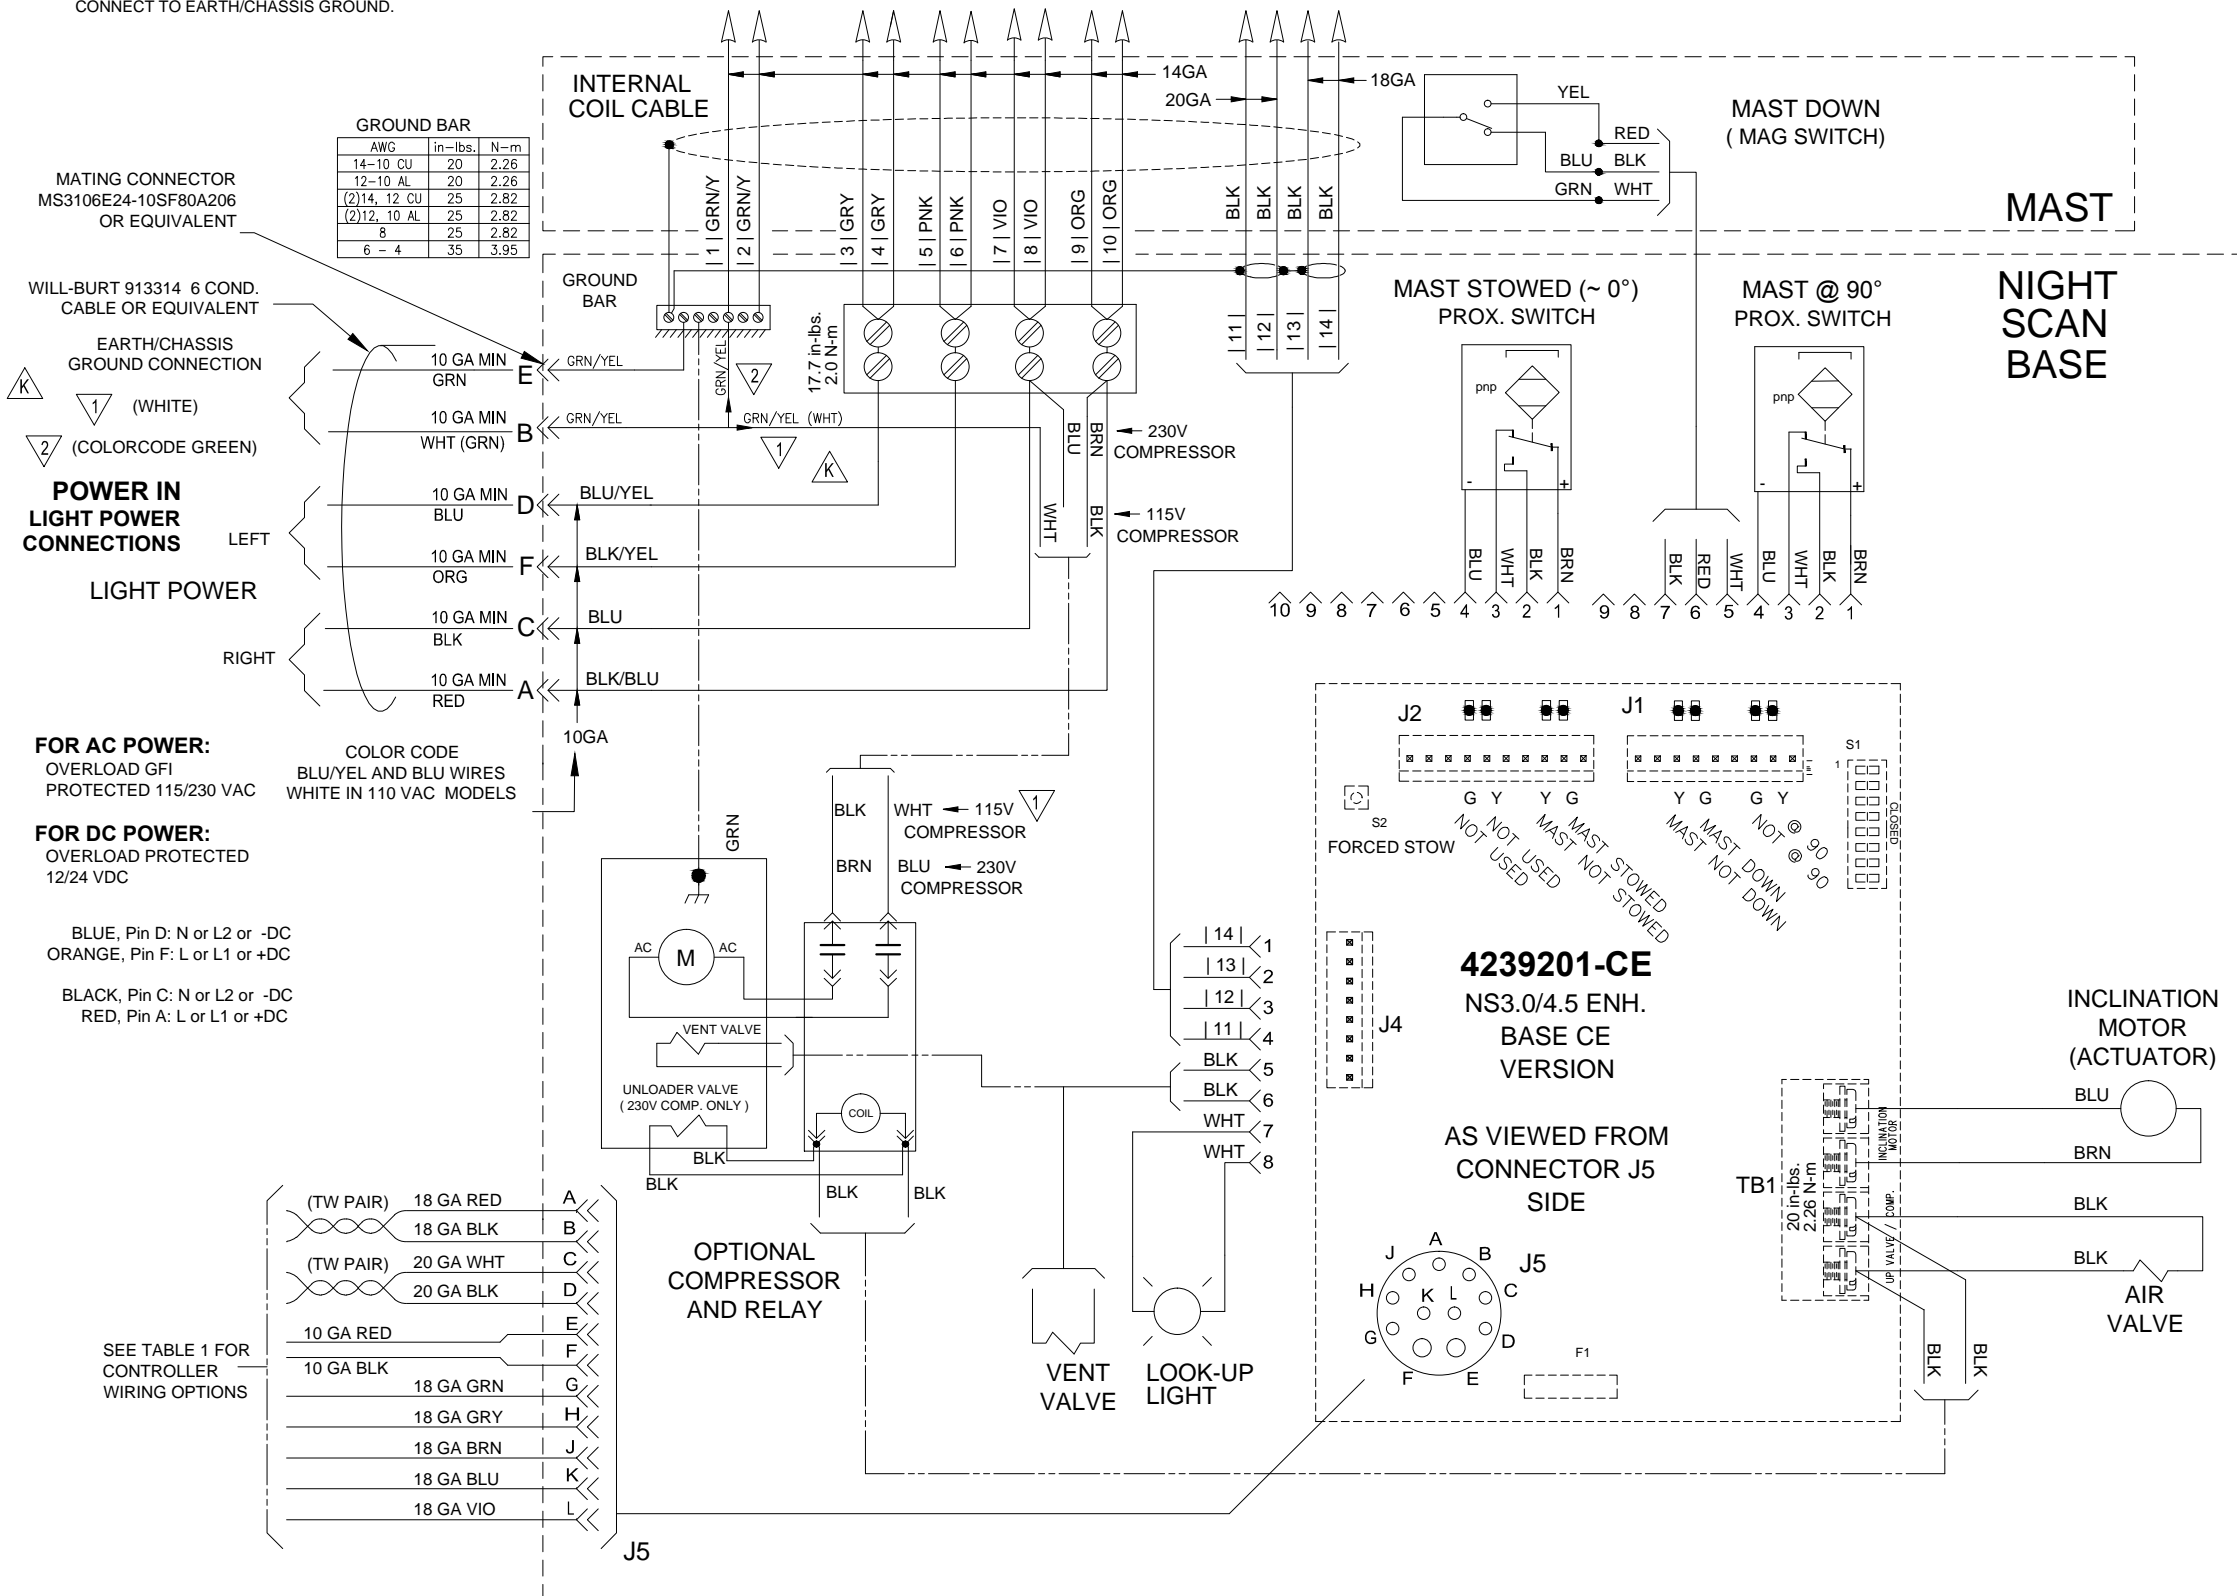 CONNECT TO EARTH/CHASSIS GROUND.
INTERNAL
COIL CABLE
14GA
20GA
18GA
YEL
RED
BLU BLK
GRN WHT
MAST DOWN
( MAG SWITCH)
MAST
GROUND BAR
AWG in-lbs. N-m
14-10 CU 20 2.26
12-10 AL 20 2.26
(2)14, 12 CU 25 2.82
(2)12, 10 AL 25 2.82
8 25 2.82
6 - 4 35 3.95
MATING CONNECTOR
MS3106E24-10SF80A206
OR EQUIVALENT
WILL-BURT 913314 6 COND.
CABLE OR EQUIVALENT
| 1 | GRN/Y
| 2 | GRN/Y
| 3 | GRY
| 4 | GRY
| 5 | PNK
| 6 | PNK
| 7 | VIO
| 8 | VIO
| 9 | ORG
| 10 | ORG
BLK
BLK
BLK
BLK
| 11 |
| 12 |
| 13 |
| 14 |
GROUND
BAR
17.7 in-lbs.
2.0 N-m
MAST STOWED (~ 0°)
PROX. SWITCH
MAST @ 90°
PROX. SWITCH
NIGHT
SCAN
BASE
pnp
- +
pnp
- +
EARTH/CHASSIS
GROUND CONNECTION
K
1 (WHITE)
2 (COLORCODE GREEN)
10 GA MIN
GRN
E
GRN/YEL
10 GA MIN
WHT (GRN)
B
GRN/YEL
GRN/YEL
2
GRN/YEL (WHT)
1
K
POWER IN
LIGHT POWER
CONNECTIONS
LEFT
LIGHT POWER
RIGHT
10 GA MIN
BLU
D
BLU/YEL
10 GA MIN
ORG
F
BLK/YEL
10 GA MIN
BLK
C
BLU
10 GA MIN
RED
A
BLK/BLU
10GA
BLU
BRN
230V
COMPRESSOR
WHT
BLK
115V
COMPRESSOR
BLU
WHT
BLK
BRN
BLK
RED
WHT
BLU
WHT
BLK
BRN
10 9 8 7 6 5 4 3 2 1
9 8 7 6 5 4 3 2 1
FOR AC POWER:
OVERLOAD GFI
PROTECTED 115/230 VAC
COLOR CODE
BLU/YEL AND BLU WIRES
WHITE IN 110 VAC MODELS
FOR DC POWER:
OVERLOAD PROTECTED
12/24 VDC
BLUE, Pin D: N or L2 or -DC
ORANGE, Pin F: L or L1 or +DC
BLACK, Pin C: N or L2 or -DC
RED, Pin A: L or L1 or +DC
GRN
BLK
WHT 115V
COMPRESSOR
1
BRN
BLU 230V
COMPRESSOR
AC M AC
VENT VALVE
UNLOADER VALVE
( 230V COMP. ONLY )
COIL
BLK
BLK
BLK
BLK
OPTIONAL
COMPRESSOR
AND RELAY
| 14 | 1
| 13 | 2
| 12 | 3
| 11 | 4
BLK 5
BLK 6
WHT 7
WHT 8
VENT
VALVE
LOOK-UP
LIGHT
J2
J1
S1
1
CLOSED
S2
FORCED STOW
G Y Y G
NOT USED
NOT USED
MAST NOT STOWED
MAST STOWED
Y G G Y
MAST NOT DOWN
MAST DOWN
NOT @ 90
@ 90
J4
4239201-CE
NS3.0/4.5 ENH.
BASE CE
VERSION
AS VIEWED FROM
CONNECTOR J5
SIDE
J5
A
B
C
D
E
F
G
H
J
K L
F1
TB1
20 in-lbs.
2.26 N-m
INCLINATION
MOTOR
UP VALVE / COMP.
INCLINATION
MOTOR
(ACTUATOR)
BLU
BRN
BLK
BLK
AIR
VALVE
BLK
BLK
SEE TABLE 1 FOR
CONTROLLER
WIRING OPTIONS
(TW PAIR) 18 GA RED A
18 GA BLK B
(TW PAIR) 20 GA WHT C
20 GA BLK D
10 GA RED E
10 GA BLK F
18 GA GRN G
18 GA GRY H
18 GA BRN J
18 GA BLU K
18 GA VIO L
J5